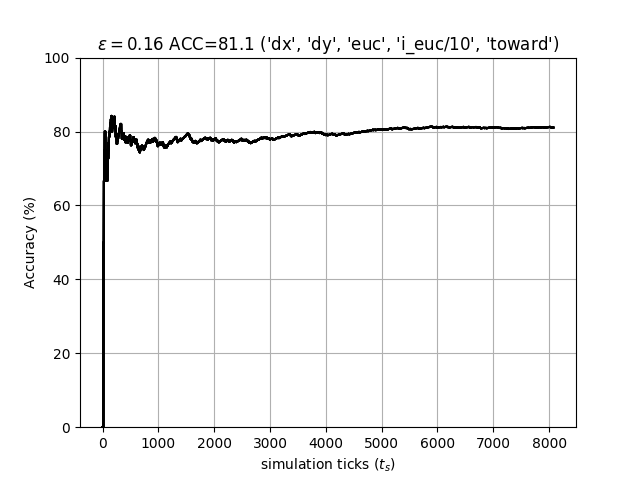 ε = 0.16 ACC=81.1 ('dx', 'dy', 'euc', 'i_euc/10', 'toward')
100
80
60
40
20
0
Accuracy (%)
0 1000 2000 3000 4000 5000 6000 7000 8000
simulation ticks (tₛ)